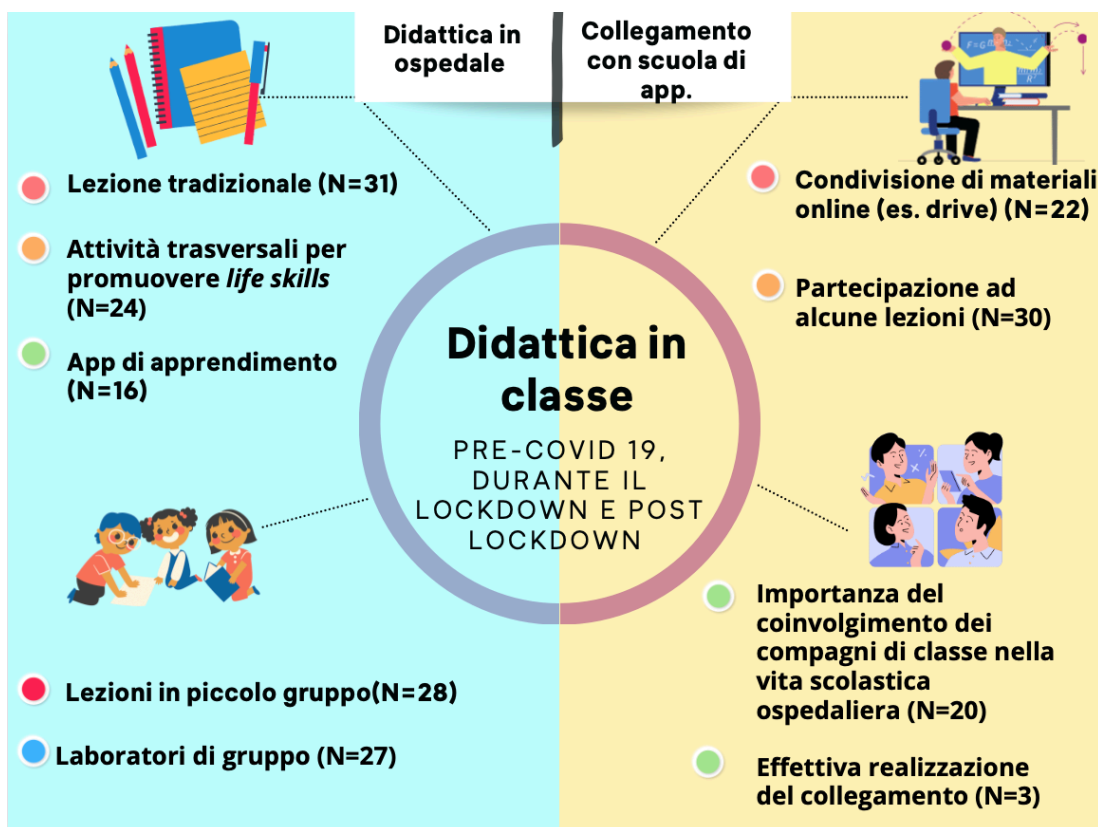 Didattica in
ospedale
Collegamento
con scuola di
app.
Lezione tradizionale (N=31)
Attività trasversali per
promuovere life skills
(N=24)
App di apprendimento
(N=16)
Lezioni in piccolo gruppo(N=28)
Laboratori di gruppo (N=27)
Didattica in
classe
PRE-COVID 19,
DURANTE IL
LOCKDOWN E POST
LOCKDOWN
Condivisione di materiali
online (es. drive) (N=22)
Partecipazione ad
alcune lezioni (N=30)
Importanza del
coinvolgimento dei
compagni di classe nella
vita scolastica
ospedaliera (N=20)
Effettiva realizzazione
del collegamento (N=3)